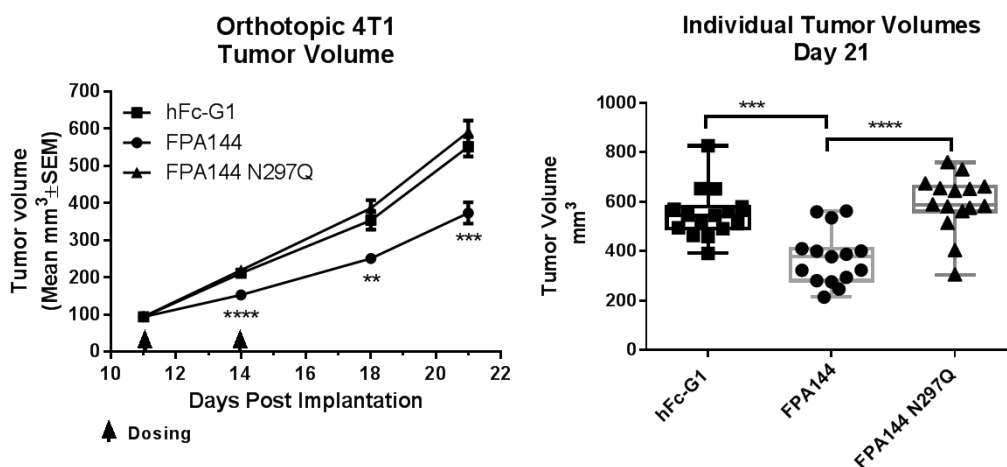 Orthotopic 4T1
Tumor Volume
Tumor volume
(Mean mm³±SEM)
700
600
500
400
300
200
100
0
hFc-G1
FPA144
FPA144 N297Q
****
**
***
10 12 14 16 18 20 22
Days Post Implantation
Dosing
Individual Tumor Volumes
Day 21
Tumor Volume
mm³
1000
800
600
400
200
0
***
****
hFc-G1
FPA144
FPA144 N297Q